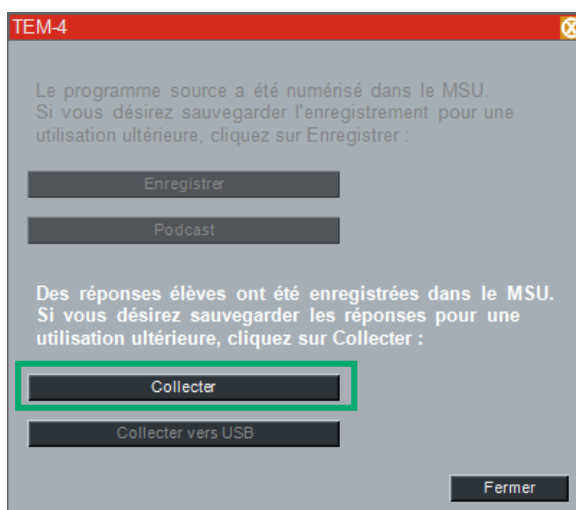 TEM-4
Le programme source a été numérisé dans le MSU.
Si vous désirez sauvegarder l'enregistrement pour une
utilisation ultérieure, cliquez sur Enregistrer :
Enregistrer
Podcast
Des réponses élèves ont été enregistrées dans le MSU.
Si vous désirez sauvegarder les réponses pour une
utilisation ultérieure, cliquez sur Collecter :
Collecter
Collecter vers USB
Fermer